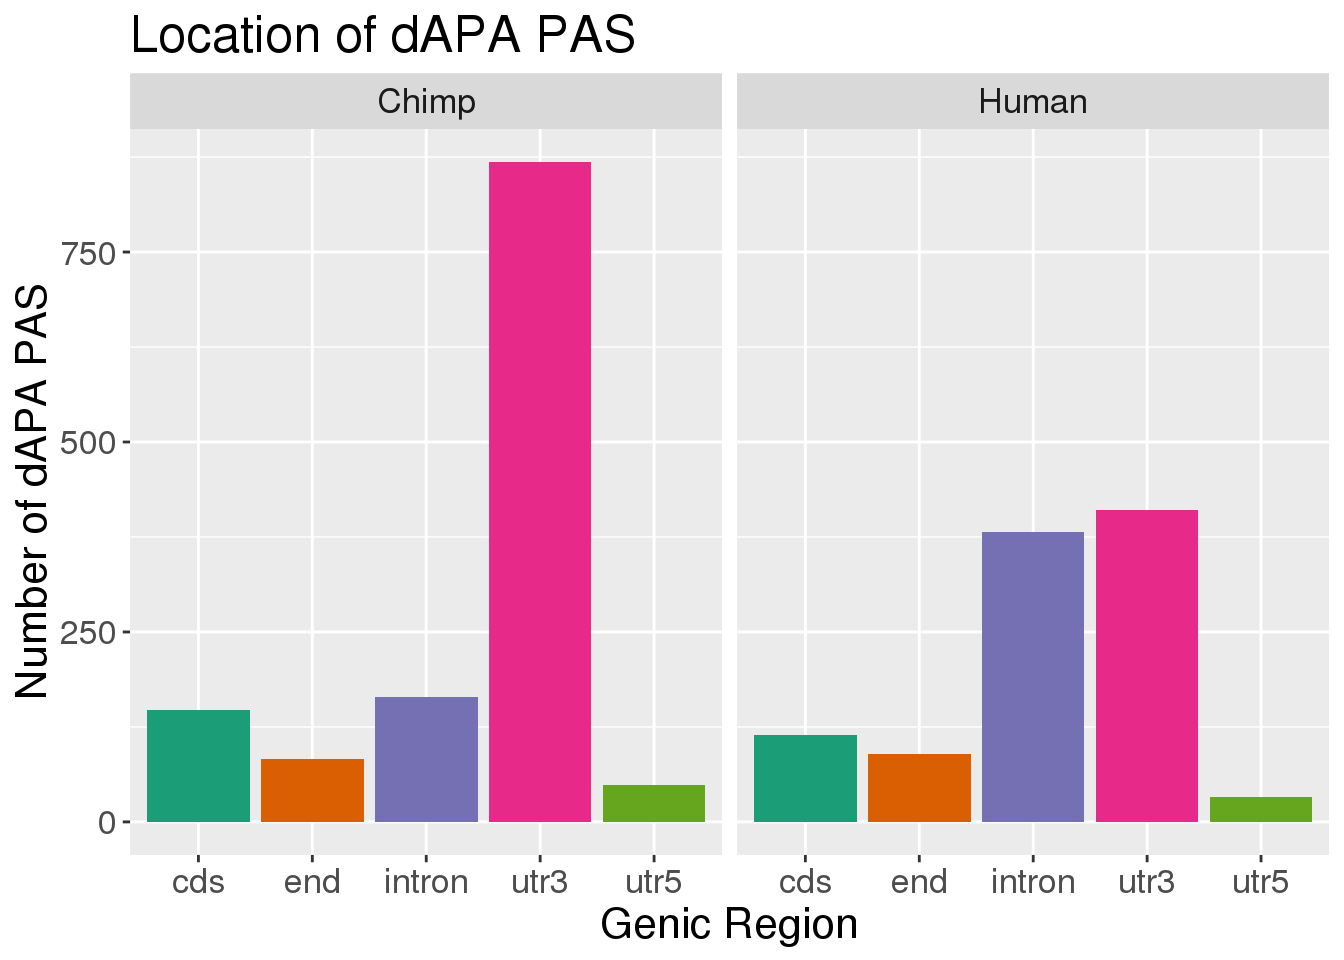 Location of dAPA PAS
Chimp
Human
Number of dAPA PAS
750
500
250
0
cds end intron utr3 utr5
cds end intron utr3 utr5
Genic Region